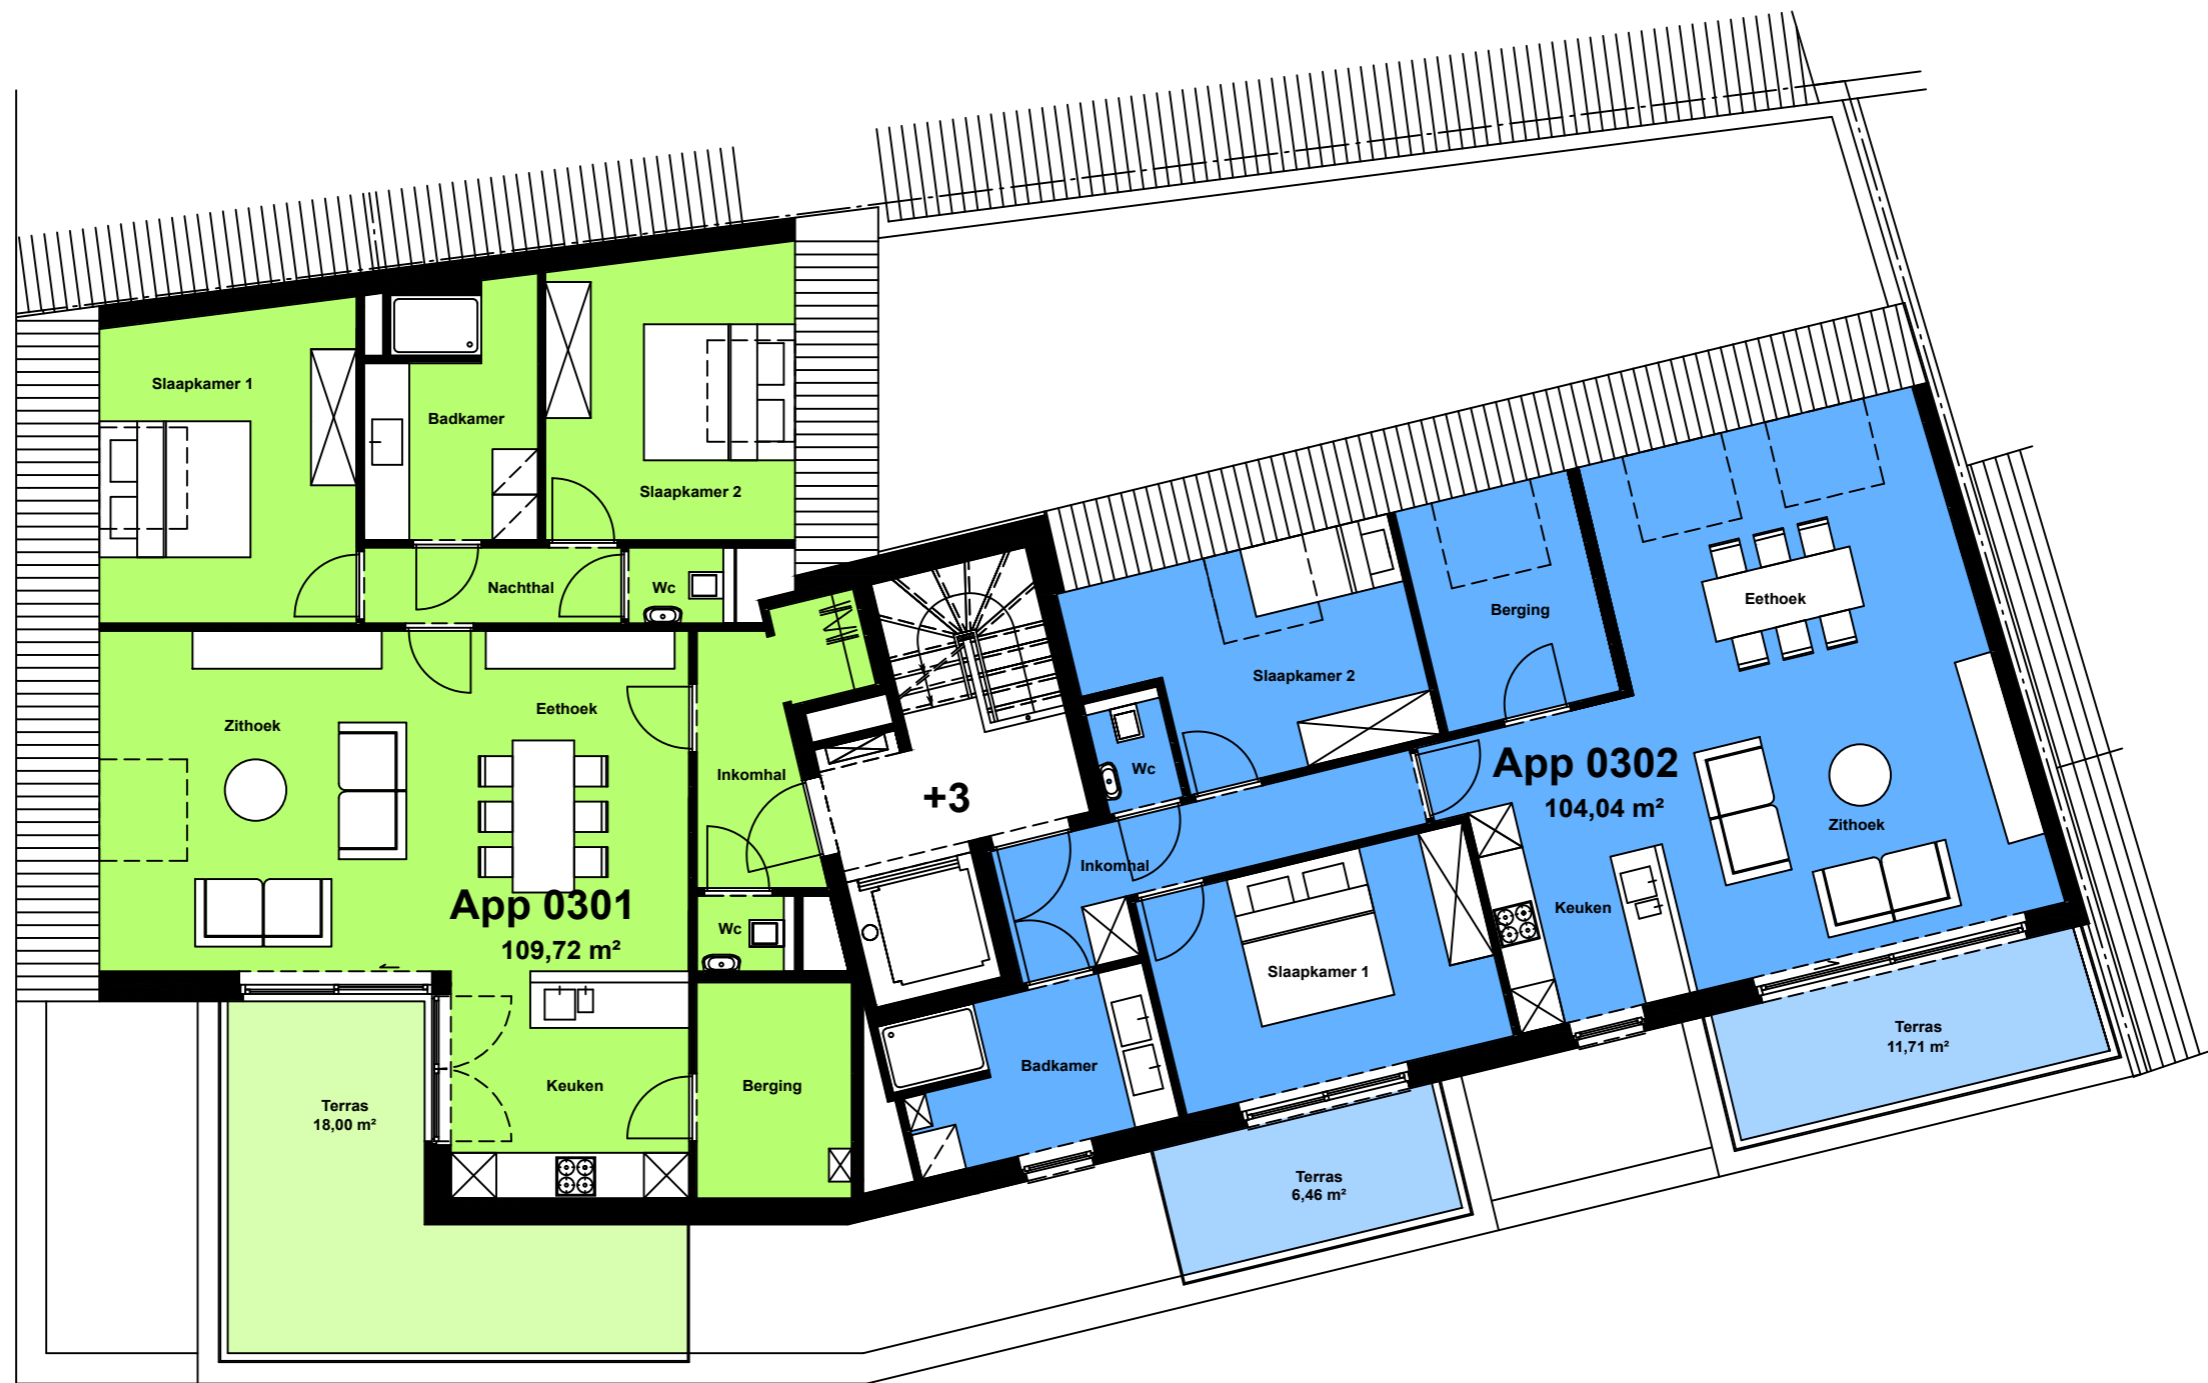 Slaapkamer 1
Badkamer
Slaapkamer 2
Nachthal
Wc
Zithoek
Eethoek
Inkomhal
App 0301
109,72 m²
Wc
Keuken
Berging
Terras
18,00 m²
+3
Slaapkamer 2
Berging
Eethoek
Wc
App 0302
104,04 m²
Zithoek
Inkomhal
Keuken
Slaapkamer 1
Badkamer
Terras
11,71 m²
Terras
6,46 m²